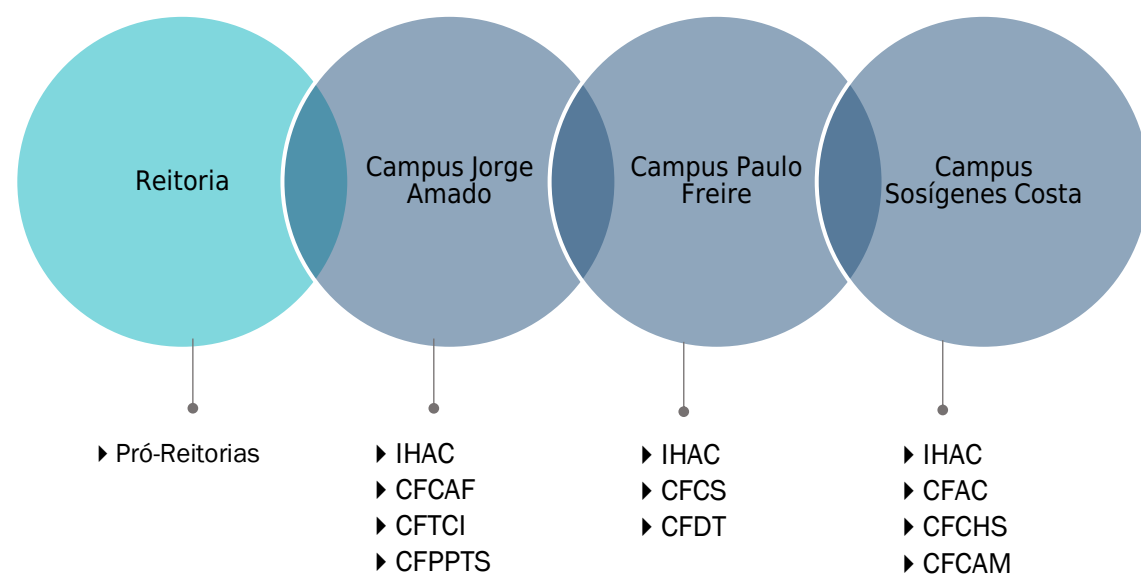 Reitoria
Campus Jorge
Amado
Campus Paulo
Freire
Campus
Sosígenes Costa
Pró-Reitorias
IHAC
CFCAF
CFTCI
CFPPTS
IHAC
CFCS
CFDT
IHAC
CFAC
CFCHS
CFCAM